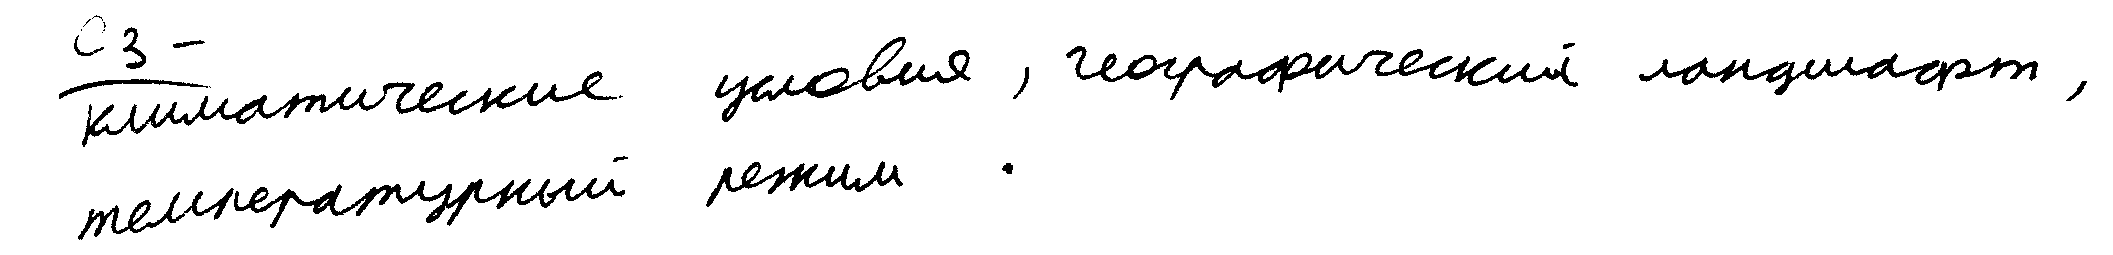 С3 -
климатические условия, географический ландшафт,
температурный режим.